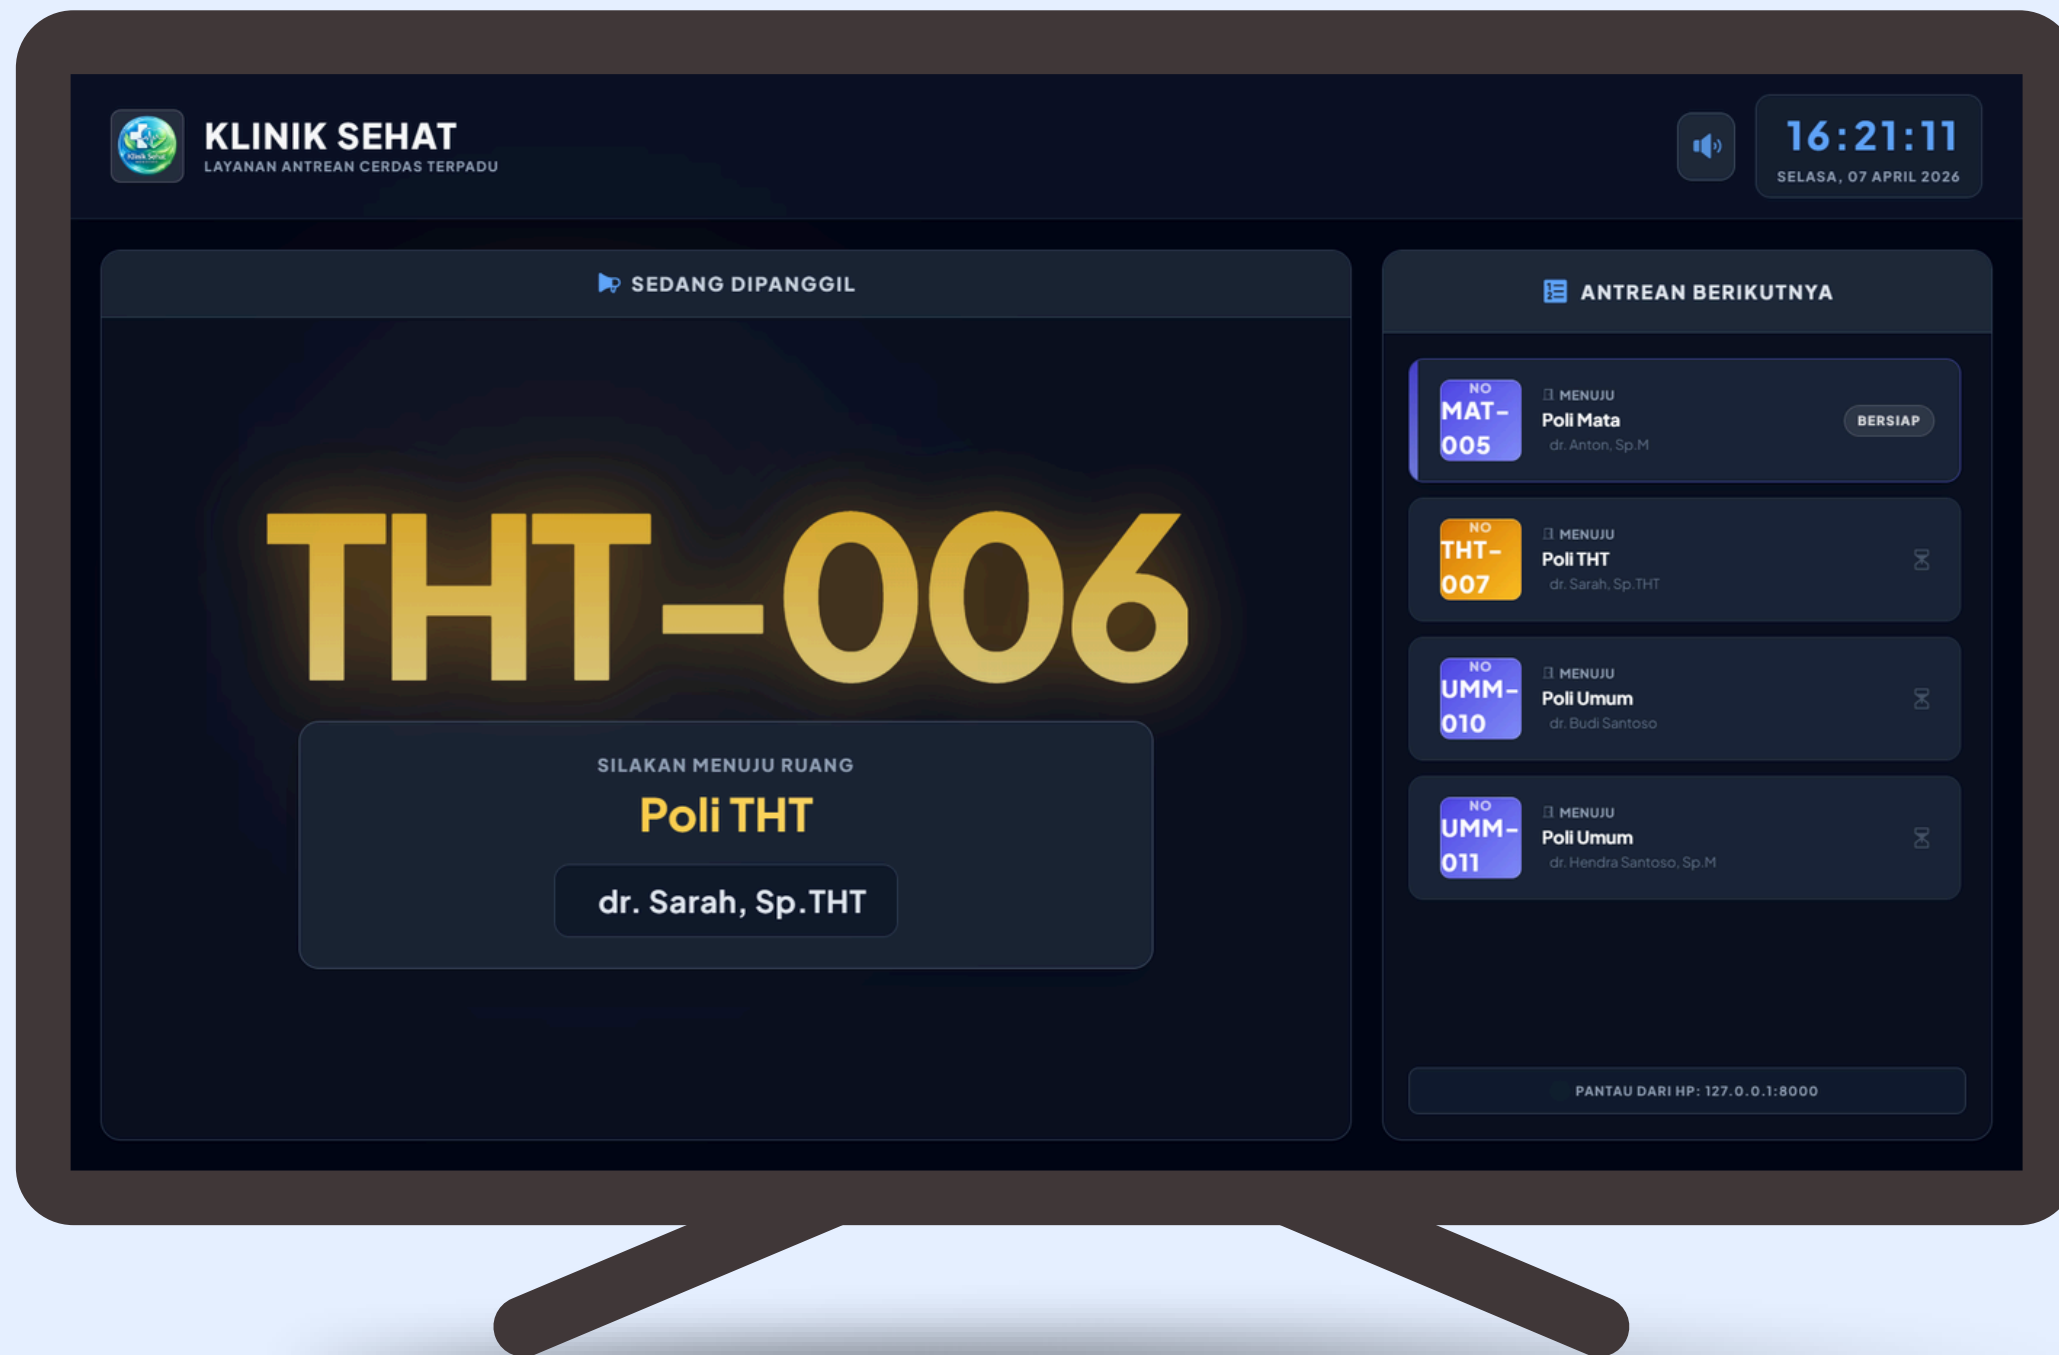 Klinik Sehat
KLINIK SEHAT
LAYANAN ANTREAN CERDAS TERPADU
16:21:11
SELASA, 07 APRIL 2026
SEDANG DIPANGGIL
THT-006
SILAKAN MENUJU RUANG
Poli THT
dr. Sarah, Sp.THT
ANTREAN BERIKUTNYA
NO
MAT-
005
MENUJU
Poli Mata
dr. Anton, Sp.M
BERSIAP
NO
THT-
007
MENUJU
Poli THT
dr. Sarah, Sp.THT
NO
UMM-
010
MENUJU
Poli Umum
dr. Budi Santoso
NO
UMM-
011
MENUJU
Poli Umum
dr. Hendra Santoso, Sp.M
PANTAU DARI HP: 127.0.0.1:8000